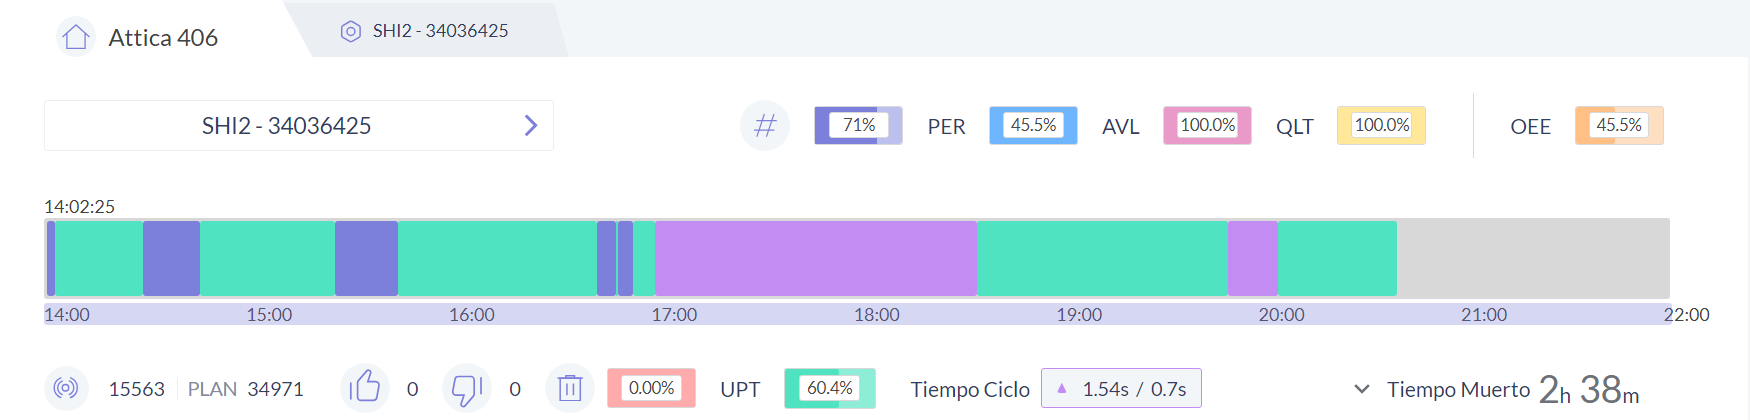 Attica 406 SHI2 - 34036425
SHI2 - 34036425 # 71% PER 45.5% AVL 100.0% QLT 100.0% OEE 45.5%
14:02:25
14:00 15:00 16:00 17:00 18:00 19:00 20:00 21:00 22:00
15563 PLAN 34971 0 0 0.00% UPT 60.4% Tiempo Ciclo 1.54s / 0.7s Tiempo Muerto 2h 38m